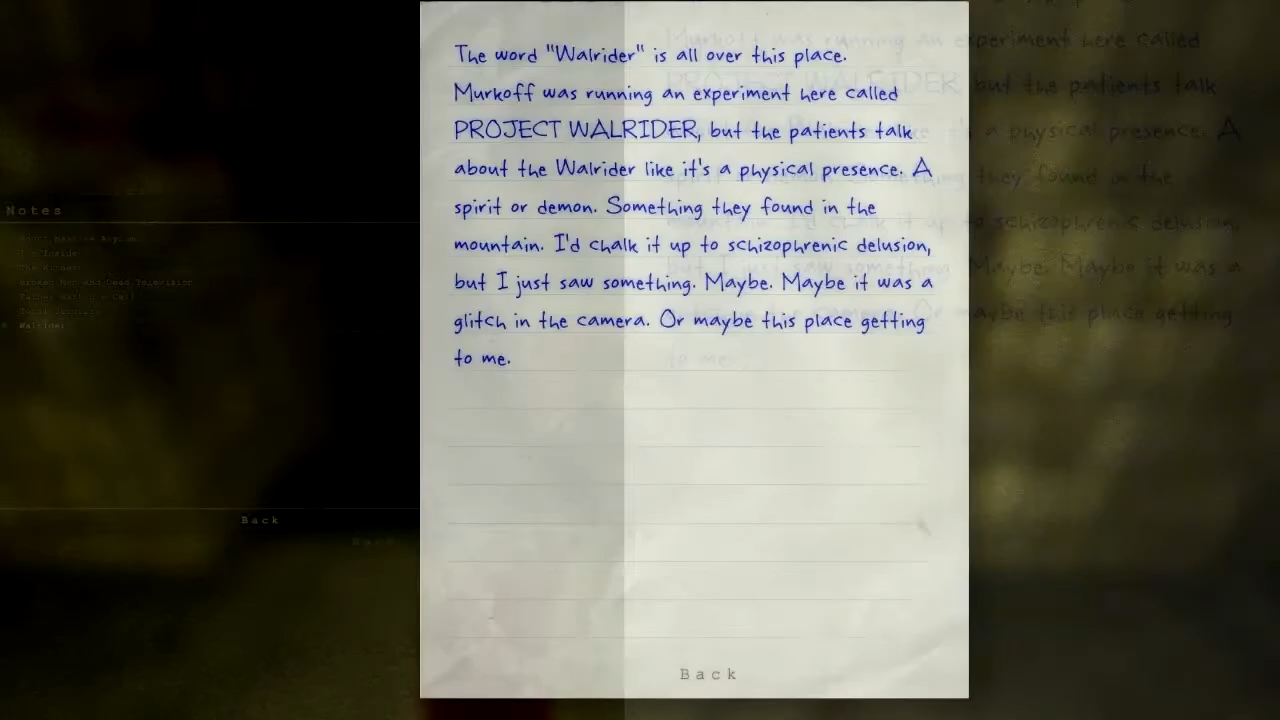 The word "Walrider" is all over this place.
Murkoff was running an experiment here called
PROJECT WALRIDER, but the patients talk
about the Walrider like it's a physical presence. A
spirit or demon. Something they found in the
mountain. I'd chalk it up to schizophrenic delusion,
but I just saw something. Maybe. Maybe it was a
glitch in the camera. Or maybe this place getting
to me.
Back
Notes
Walrider
Back